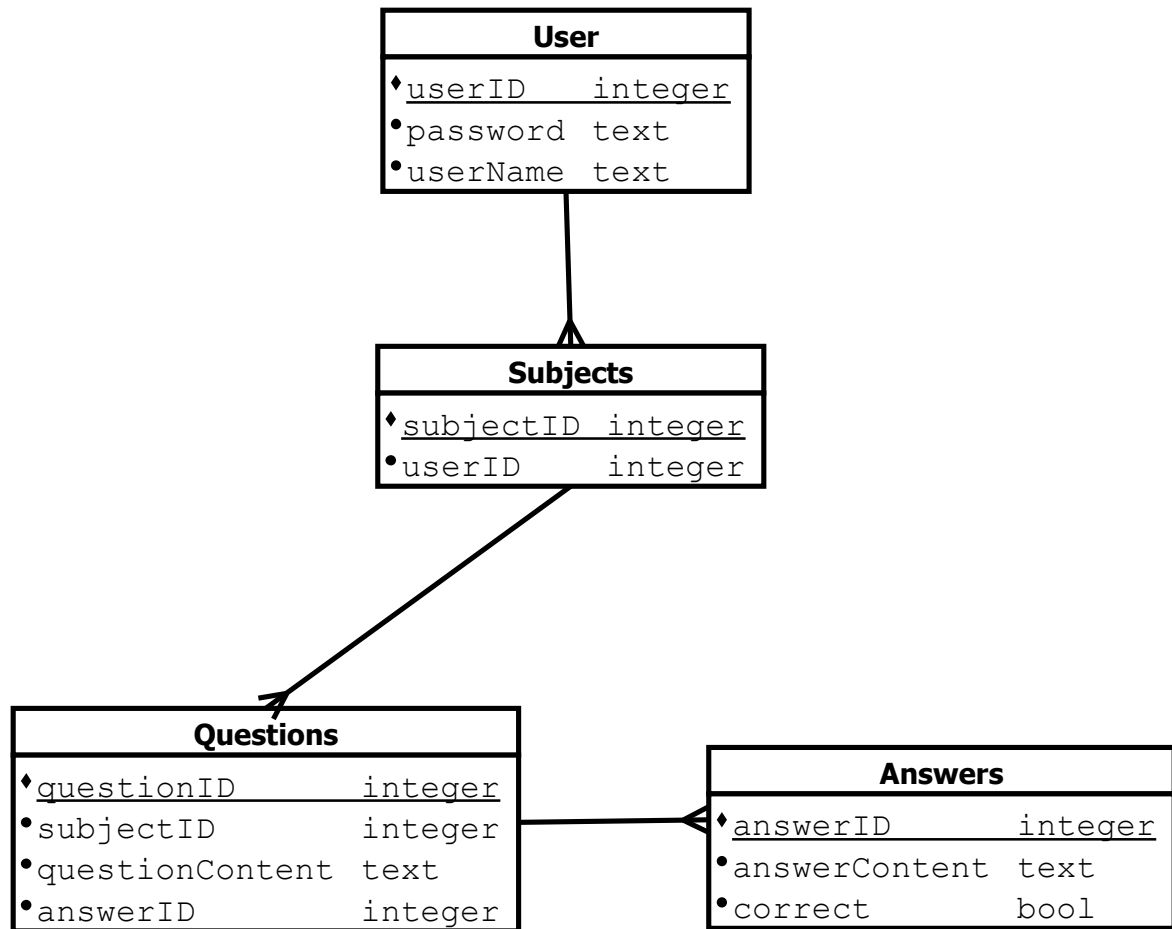 User
userID integer
password text
userName text
Subjects
subjectID integer
userID integer
Questions
questionID integer
subjectID integer
questionContent text
answerID integer
Answers
answerID integer
answerContent text
correct bool